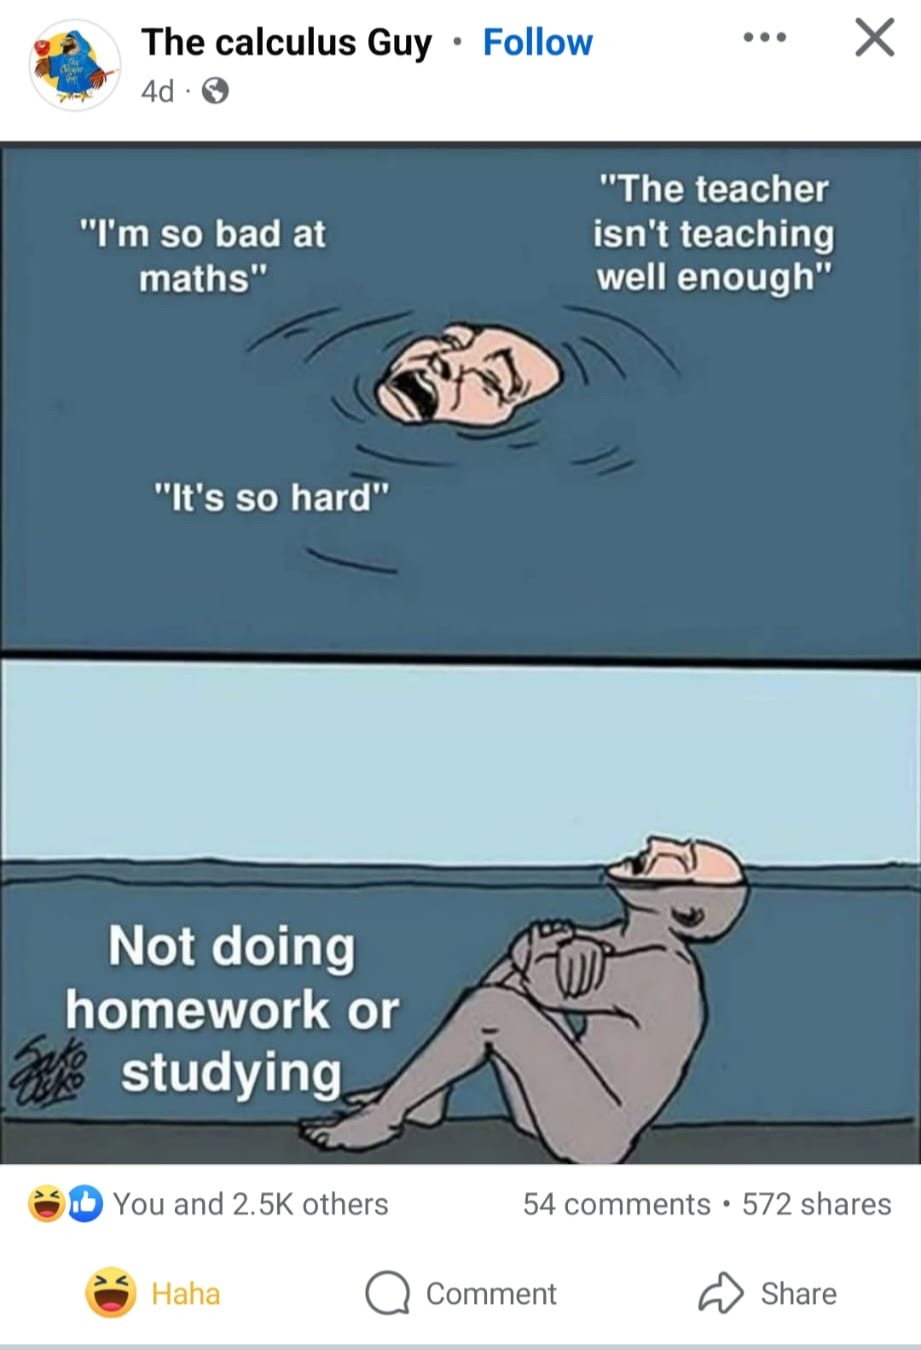 The calculus Guy • Follow
4d ·
"I'm so bad at
maths"
"The teacher
isn't teaching
well enough"
"It's so hard"
Not doing
homework or
studying
You and 2.5K others
54 comments • 572 shares
Haha
Comment
Share